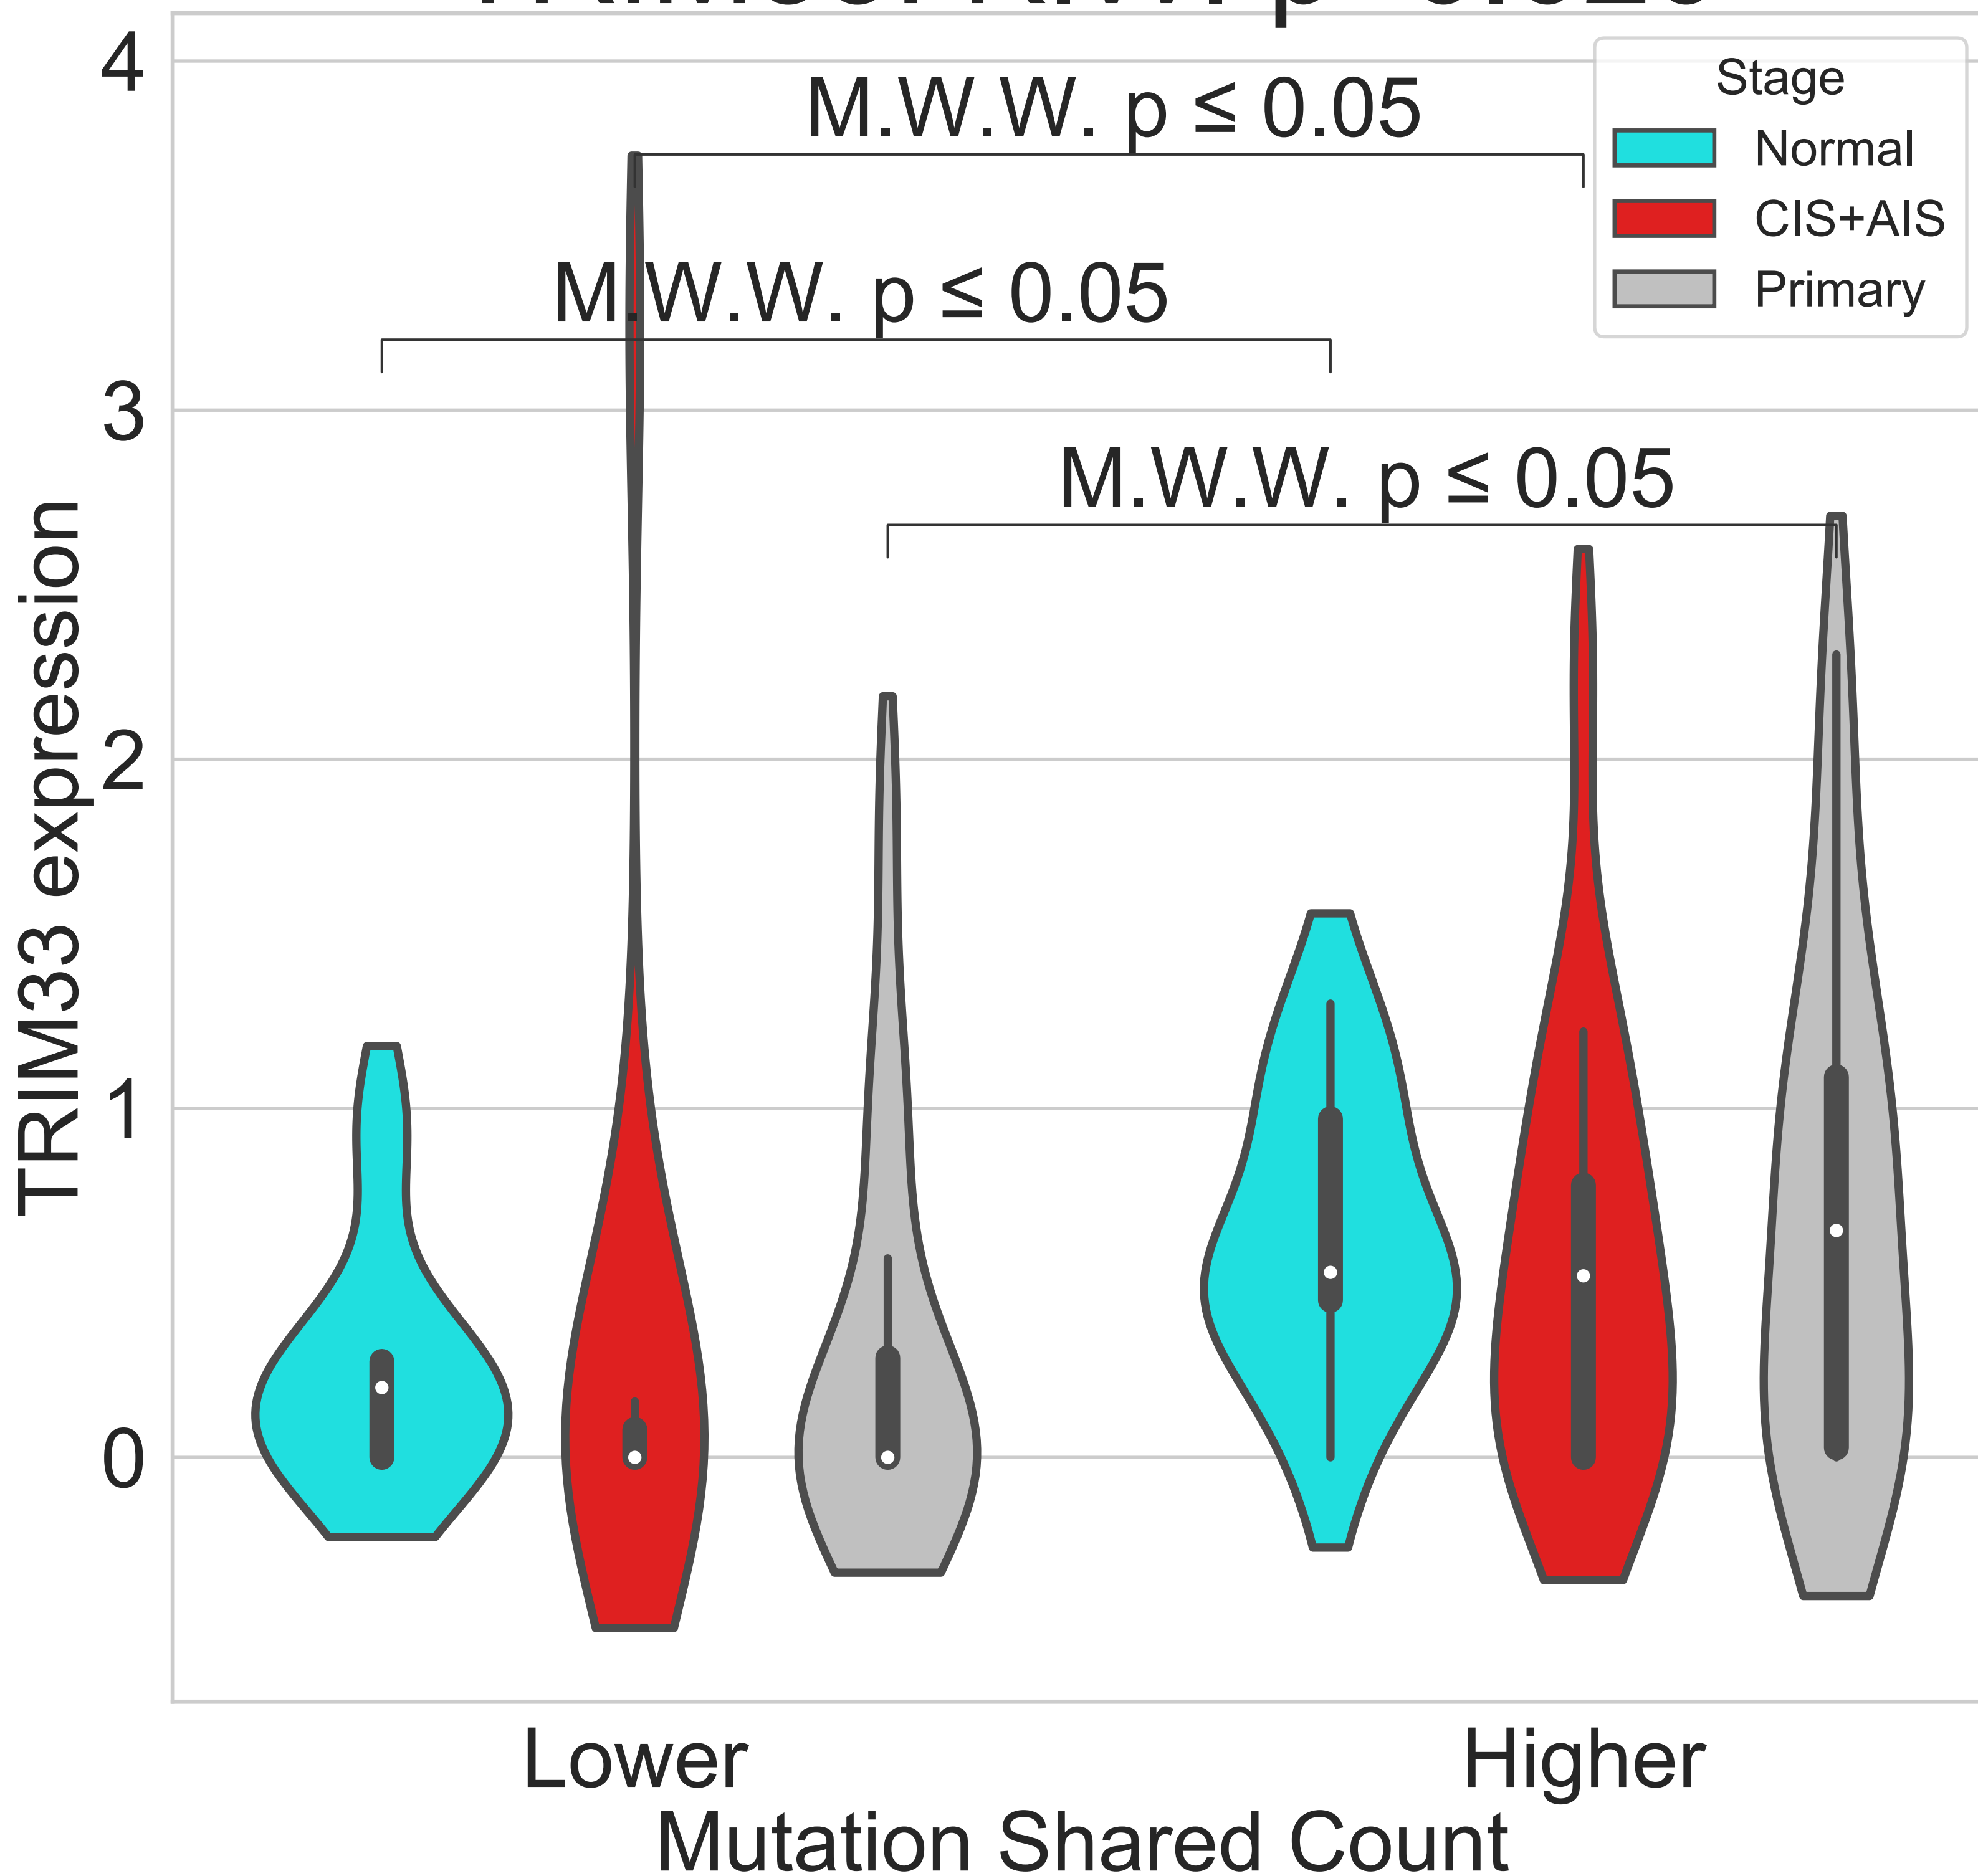 4
M.W.W. p ≤ 0.05
Stage
Normal
CIS+AIS
Primary
M.W.W. p ≤ 0.05
3
M.W.W. p ≤ 0.05
TRIM33 expression
2
1
0
Lower
Higher
Mutation Shared Count